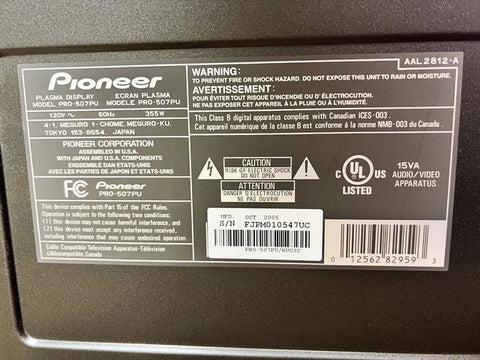 AAL2812-A
Pioneer
PLASMA DISPLAY ECRAN PLASMA
MODEL PRO-507PU MODELE PRO-507PU
120V~ 60Hz 355W
4-1, MEGURO 1-CHOME, MEGURO-KU,
TOKYO 153-8654, JAPAN
PIONEER CORPORATION
ASSEMBLED IN U.S.A.
WITH JAPAN AND U.S.A. COMPONENTS
ENSEMBLE DAN ETATS-UNIS
AVEC LES PARTIES DE JAPON ET ETATS-UNIS
FC Pioneer
PRO-507PU
This device complies with Part 15 of the FCC Rules.
Operation is subject to the following two conditions:
(1) this device may not cause harmful interference, and
(2) this device must accept any interference received,
including interference that may cause undesired operation.
Cable Compatible Television Apparatus-Télévision
câblecompatible,Canada
WARNING:
TO PREVENT FIRE OR SHOCK HAZARD. DO NOT EXPOSE THIS UNIT TO RAIN OR MOISTURE.
AVERTISSEMENT:
POUR PREVENIR LE RISQUE D'INCENDIE OU D'ELECTROCUTION,
NE PAS EXPOSER CET APPAREIL À LA PLUIE OU À L'HUMIDITÉ.
This Class B digital apparatus complies with Canadian ICES-003.
Cet appareil numérique de la classe B est conforme à la norme NMB-003 du Canada.
CAUTION
RISK OF ELECTRIC SHOCK
DO NOT OPEN
ATTENTION
DANGER D'ELECTROCUTION
NE PAS OUVRIR
C UL US
LISTED
15VA
AUDIO/VIDEO
APPARATUS
MFD. OCT 2006
S/N FJPM010547UC
PRO-507PU/KUCXC
0 12562 82959 3